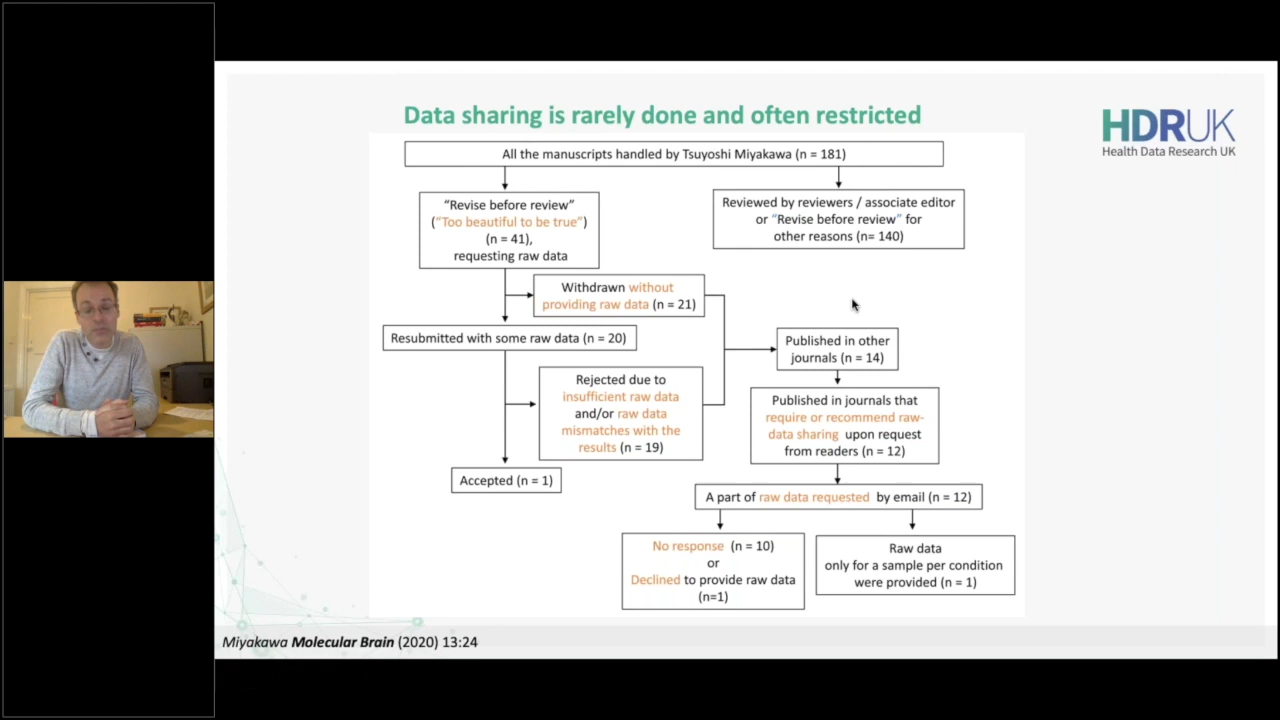 Data sharing is rarely done and often restricted
HDRUK
Health Data Research UK
All the manuscripts handled by Tsuyoshi Miyakawa (n = 181)
“Revise before review”
(“Too beautiful to be true”)
(n = 41),
requesting raw data
Reviewed by reviewers / associate editor
or “Revise before review” for
other reasons (n= 140)
Withdrawn without
providing raw data (n = 21)
Resubmitted with some raw data (n = 20)
Published in other
journals (n = 14)
Rejected due to
insufficient raw data
and/or raw data
mismatches with the
results (n = 19)
Published in journals that
require or recommend raw-
data sharing upon request
from readers (n = 12)
Accepted (n = 1)
A part of raw data requested by email (n = 12)
No response (n = 10)
or
Declined to provide raw data
(n=1)
Raw data
only for a sample per condition
were provided (n = 1)
Miyakawa Molecular Brain (2020) 13:24